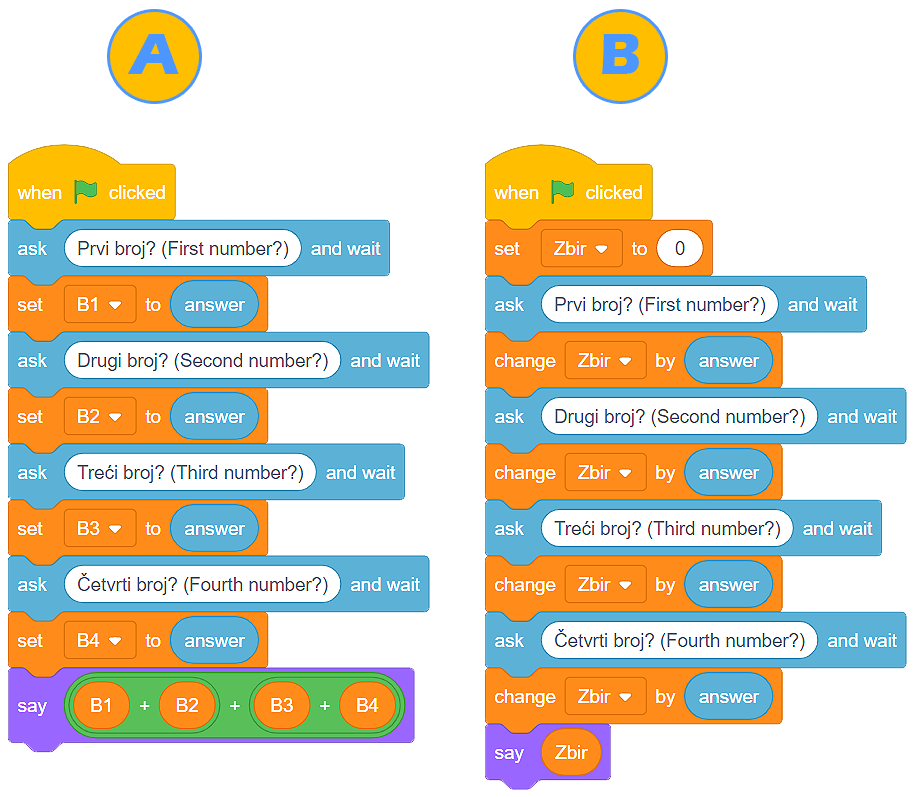 A
when clicked
ask Prvi broj? (First number?) and wait
set B1 to answer
ask Drugi broj? (Second number?) and wait
set B2 to answer
ask Treći broj? (Third number?) and wait
set B3 to answer
ask Četvrti broj? (Fourth number?) and wait
set B4 to answer
say B1 + B2 + B3 + B4
B
when clicked
set Zbir to 0
ask Prvi broj? (First number?) and wait
change Zbir by answer
ask Drugi broj? (Second number?) and wait
change Zbir by answer
ask Treći broj? (Third number?) and wait
change Zbir by answer
ask Četvrti broj? (Fourth number?) and wait
change Zbir by answer
say Zbir